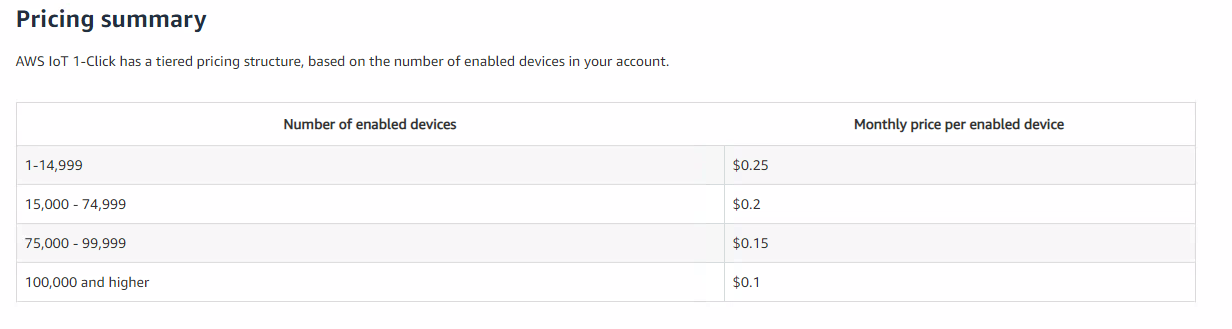 Pricing summary
AWS IoT 1-Click has a tiered pricing structure, based on the number of enabled devices in your account.
Number of enabled devices Monthly price per enabled device
1-14,999 $0.25
15,000 - 74,999 $0.2
75,000 - 99,999 $0.15
100,000 and higher $0.1